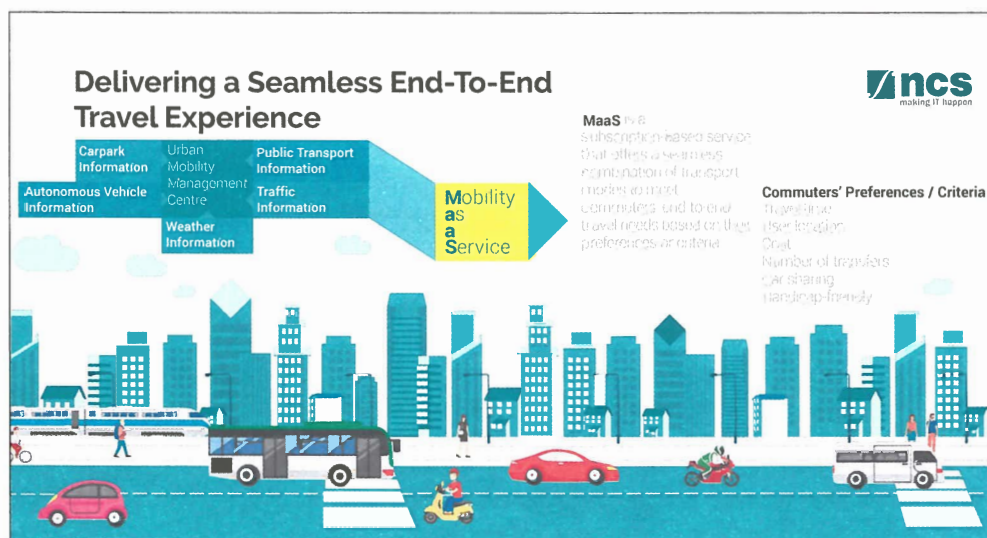 Delivering a Seamless End-To-End
Travel Experience
ncs
making IT happen
Carpark
Information
Urban
Mobility
Management
Centre
Public Transport
Information
Autonomous Vehicle
Information
Traffic
Information
Weather
Information
Mobility
as
a
Service
MaaS is a
subscription-based service
that offers a seamless
combination of transport
modes to meet
commuters' end-to-end
travel needs based on their
preferences or criteria
Commuters' Preferences / Criteria
Travel time
User location
Cost
Number of transfers
Car sharing
Handicap-friendly